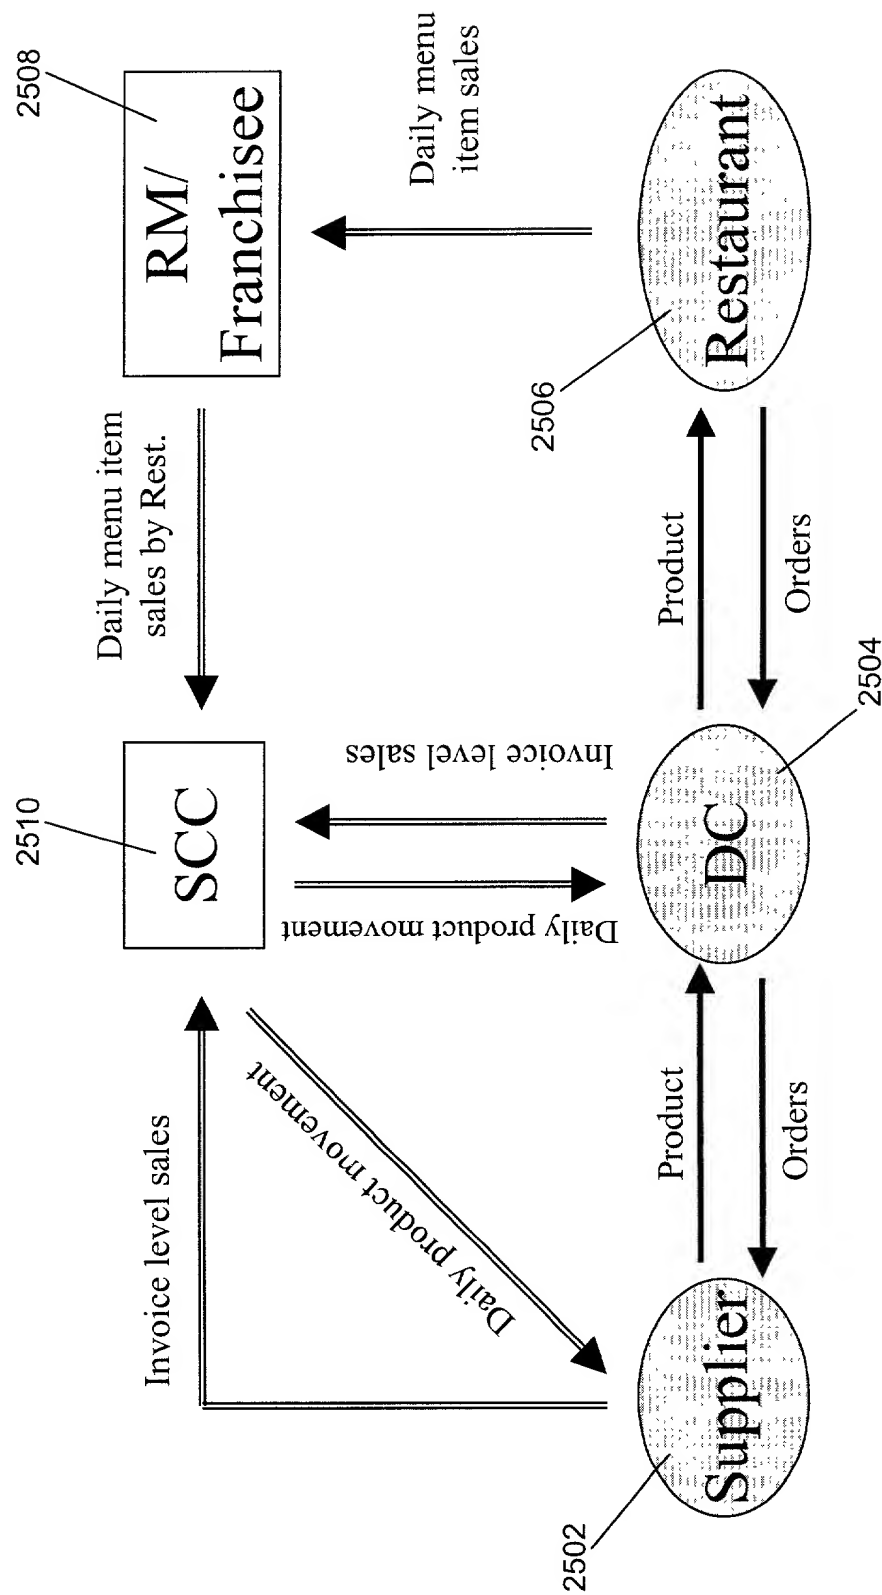 2510
2508
Invoice level sales
Daily menu item
sales by Rest.
SCC
RM/
Franchisee
Daily product movement
Daily product movement
Invoice level sales
Daily menu
item sales
2502
2506
Product
Product
Supplier
DC
Restaurant
Orders
Orders
2504